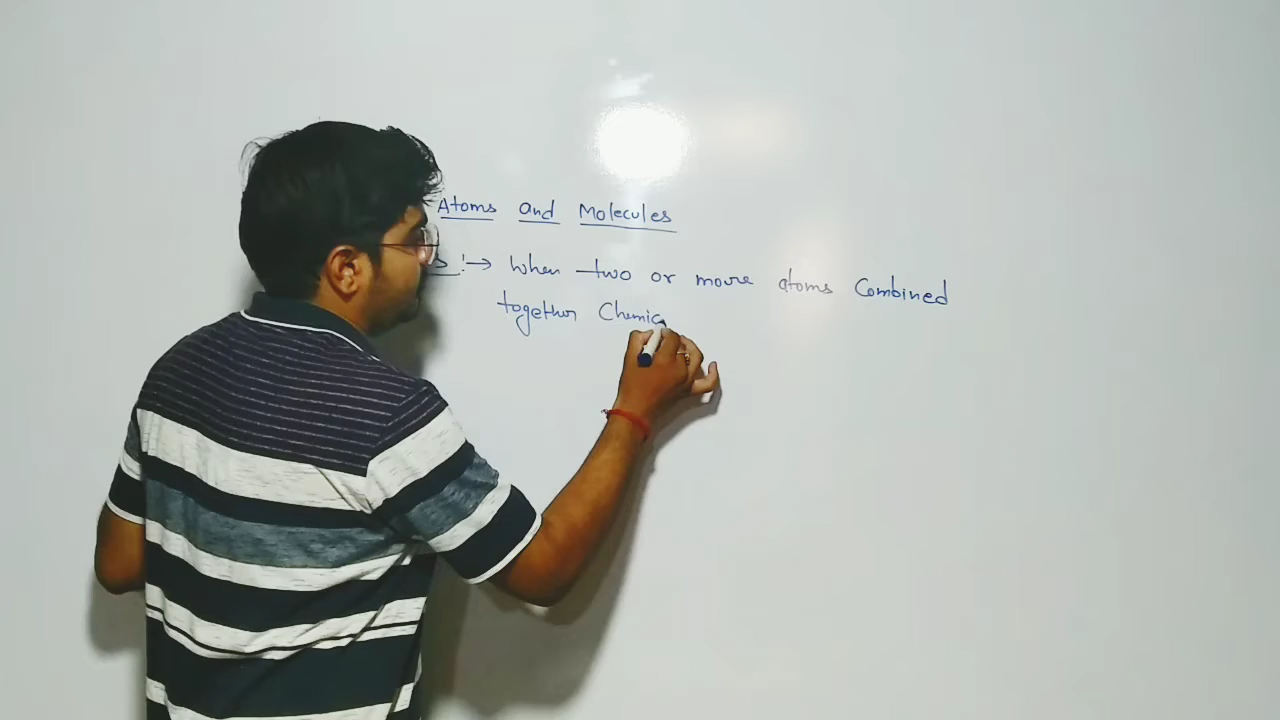 Atoms and Molecules
s :→ When two or more atoms Combined
together Chemic